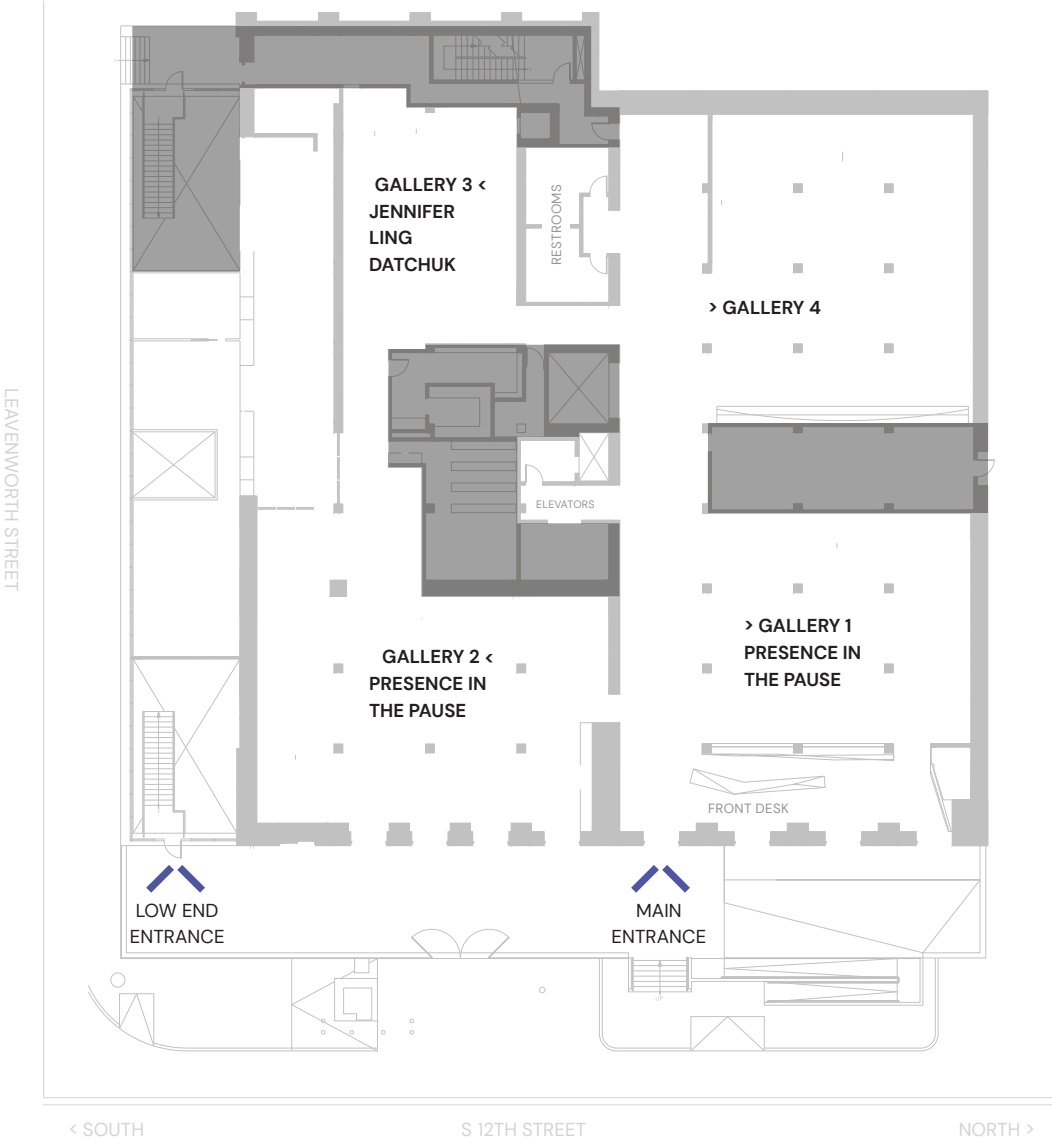 GALLERY 3 <
JENNIFER
LING
DATCHUK
RESTROOMS
> GALLERY 4
LEAVENWORTH STREET
ELEVATORS
> GALLERY 1
PRESENCE IN
THE PAUSE
GALLERY 2 <
PRESENCE IN
THE PAUSE
FRONT DESK
LOW END
ENTRANCE
MAIN
ENTRANCE
UP
< SOUTH
S 12TH STREET
NORTH >